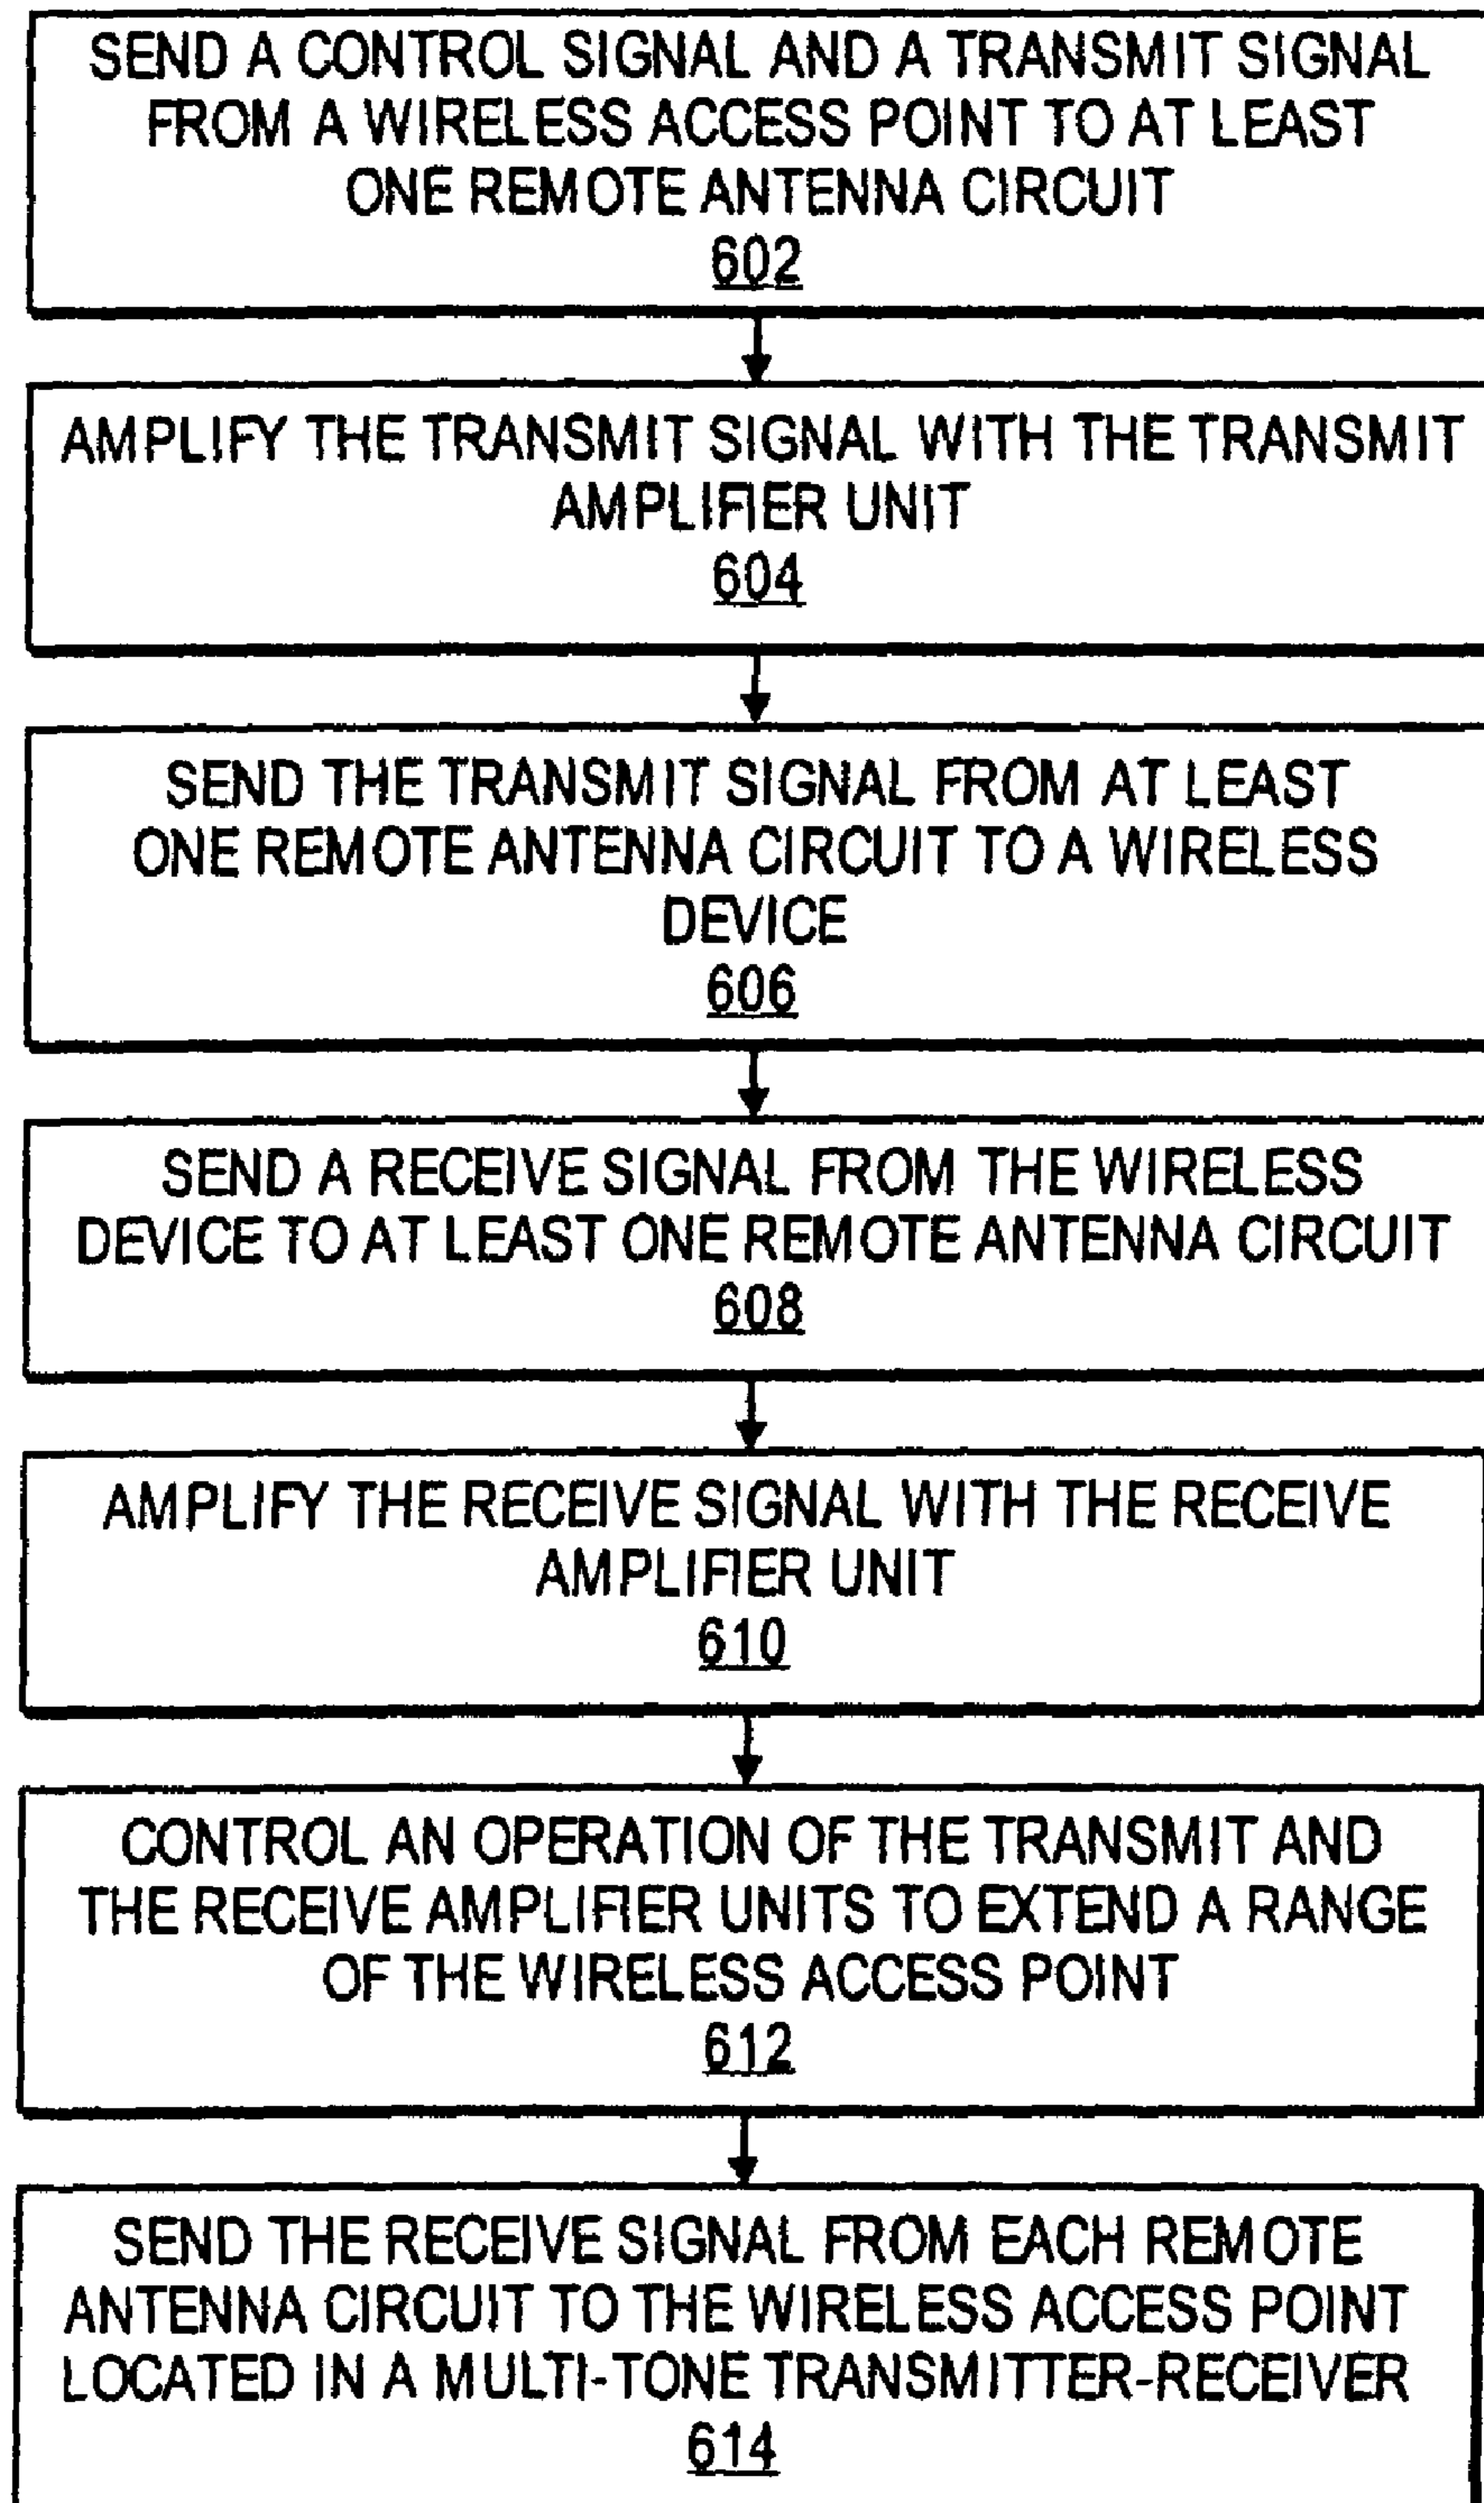 SEND A CONTROL SIGNAL AND A TRANSMIT SIGNAL
FROM A WIRELESS ACCESS POINT TO AT LEAST
ONE REMOTE ANTENNA CIRCUIT
602
AMPLIFY THE TRANSMIT SIGNAL WITH THE TRANSMIT
AMPLIFIER UNIT
604
SEND THE TRANSMIT SIGNAL FROM AT LEAST
ONE REMOTE ANTENNA CIRCUIT TO A WIRELESS
DEVICE
606
SEND A RECEIVE SIGNAL FROM THE WIRELESS
DEVICE TO AT LEAST ONE REMOTE ANTENNA CIRCUIT
608
AMPLIFY THE RECEIVE SIGNAL WITH THE RECEIVE
AMPLIFIER UNIT
610
CONTROL AN OPERATION OF THE TRANSMIT AND
THE RECEIVE AMPLIFIER UNITS TO EXTEND A RANGE
OF THE WIRELESS ACCESS POINT
612
SEND THE RECEIVE SIGNAL FROM EACH REMOTE
ANTENNA CIRCUIT TO THE WIRELESS ACCESS POINT
LOCATED IN A MULTI-TONE TRANSMITTER-RECEIVER
614